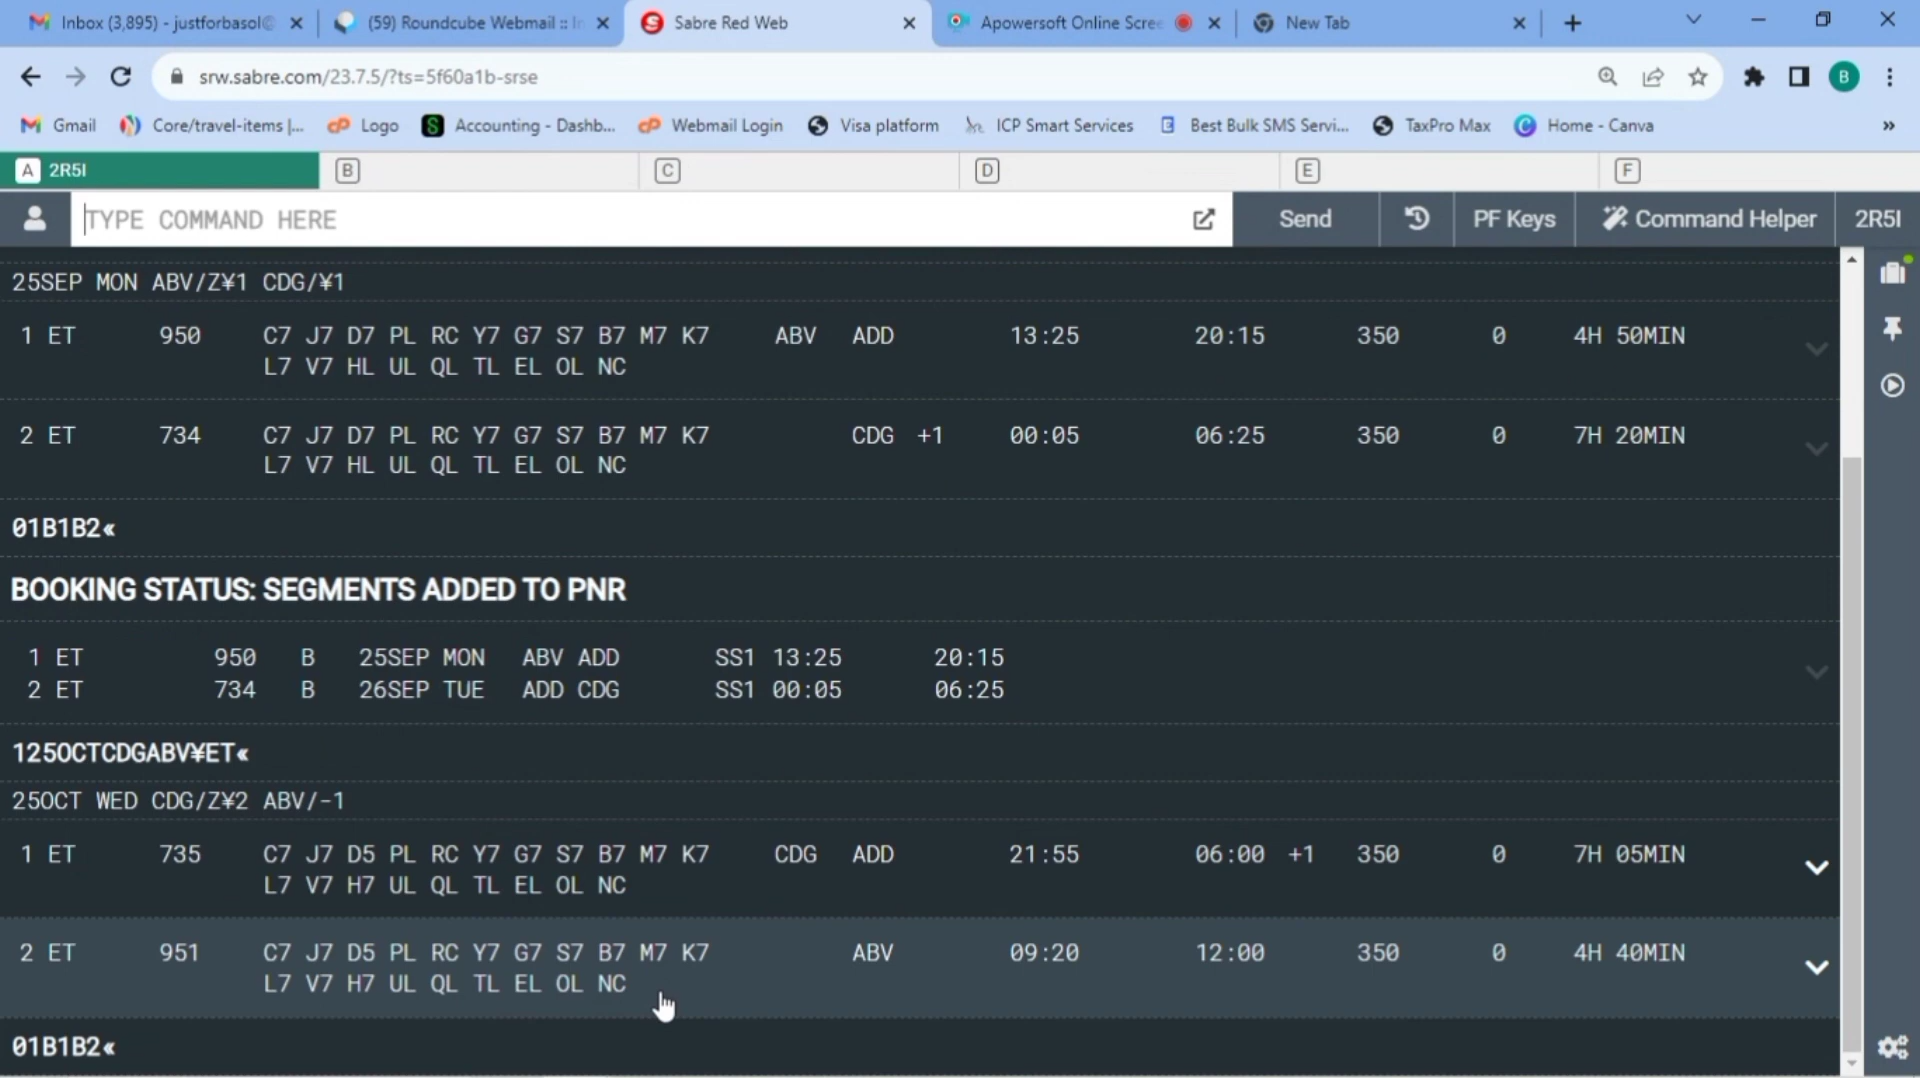 Inbox (3,895) - justforbasol@
(59) Roundcube Webmail :: In
Sabre Red Web
Apowersoft Online Scree
New Tab
srw.sabre.com/23.7.5/?ts=5f60a1b-srse
B
Gmail
Core/travel-items |...
Logo
Accounting - Dashb...
Webmail Login
Visa platform
ICP Smart Services
Best Bulk SMS Servi...
TaxPro Max
Home - Canva
»
A 2R5I B C D E F
TYPE COMMAND HERE Send PF Keys Command Helper 2R5I
25SEP MON ABV/Z¥1 CDG/¥1
1 ET 950 C7 J7 D7 PL RC Y7 G7 S7 B7 M7 K7 ABV ADD 13:25 20:15 350 0 4H 50MIN
L7 V7 HL UL QL TL EL OL NC
2 ET 734 C7 J7 D7 PL RC Y7 G7 S7 B7 M7 K7 CDG +1 00:05 06:25 350 0 7H 20MIN
L7 V7 HL UL QL TL EL OL NC
01B1B2«
BOOKING STATUS: SEGMENTS ADDED TO PNR
1 ET 950 B 25SEP MON ABV ADD SS1 13:25 20:15
2 ET 734 B 26SEP TUE ADD CDG SS1 00:05 06:25
125OCTCDGABV¥ET«
25OCT WED CDG/Z¥2 ABV/-1
1 ET 735 C7 J7 D5 PL RC Y7 G7 S7 B7 M7 K7 CDG ADD 21:55 06:00 +1 350 0 7H 05MIN
L7 V7 H7 UL QL TL EL OL NC
2 ET 951 C7 J7 D5 PL RC Y7 G7 S7 B7 M7 K7 ABV 09:20 12:00 350 0 4H 40MIN
L7 V7 H7 UL QL TL EL OL NC
01B1B2«